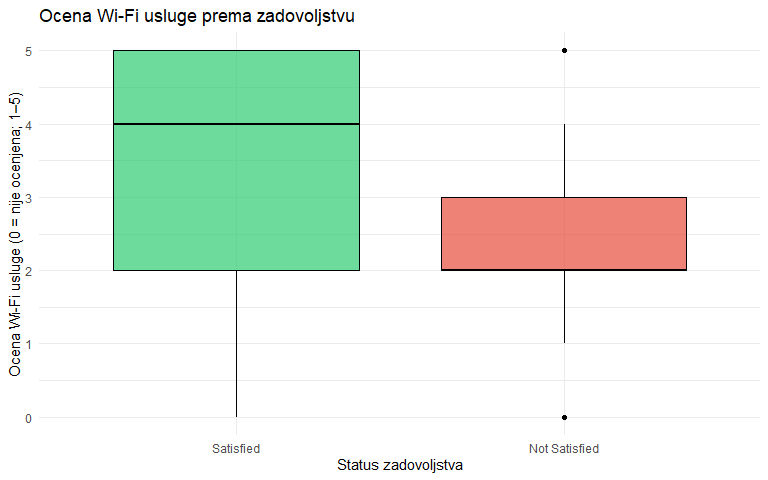 Ocena Wi-Fi usluge prema zadovoljstvu
Ocena Wi-Fi usluge (0 = nije ocenjena; 1–5)
5
4
3
2
1
0
Satisfied
Not Satisfied
Status zadovoljstva